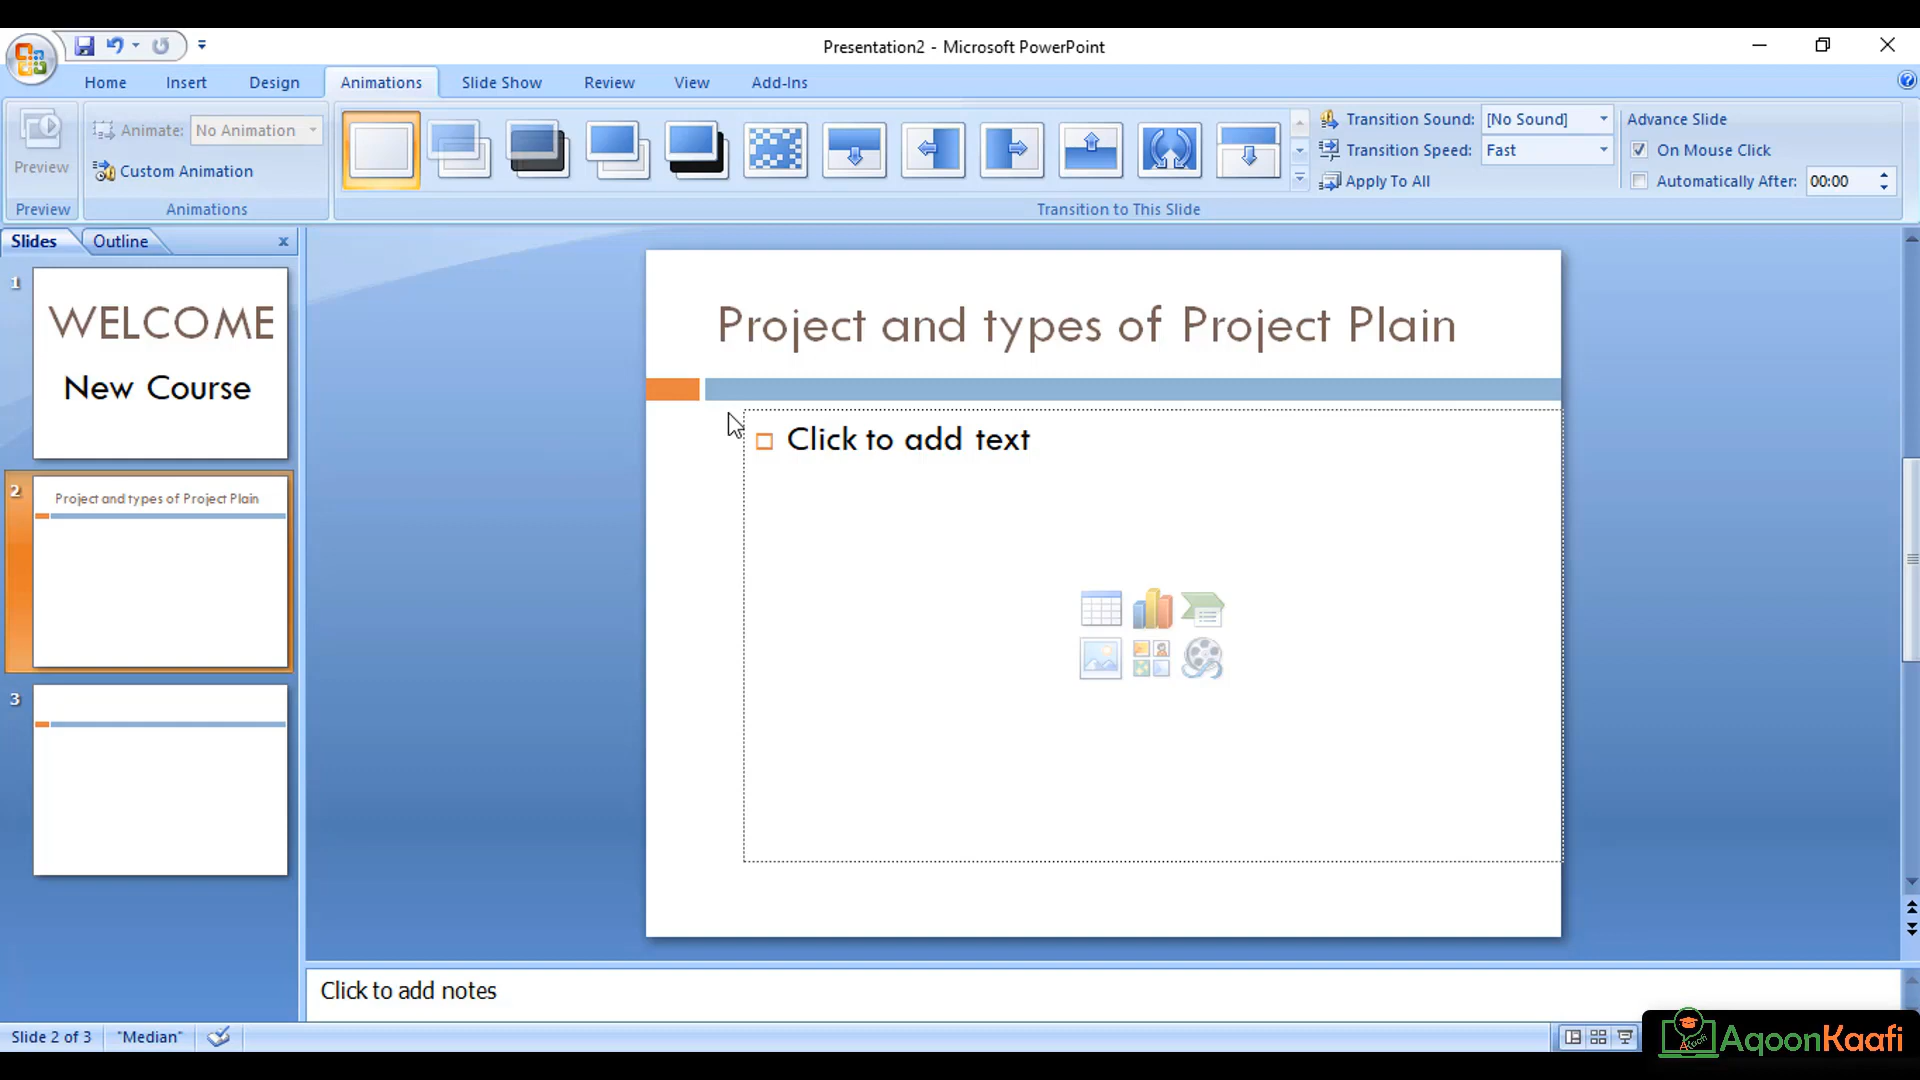 Presentation2 - Microsoft PowerPoint
Home Insert Design Animations Slide Show Review View Add-Ins
Preview
Animate: No Animation
Custom Animation
Transition Sound: [No Sound]
Transition Speed: Fast
Apply To All
Advance Slide
On Mouse Click
Automatically After: 00:00
Preview Animations Transition to This Slide
Slides Outline
1
WELCOME
New Course
2
Project and types of Project Plain
3
Project and types of Project Plain
Click to add text
Click to add notes
Slide 2 of 3 "Median"
AqoonKaafi